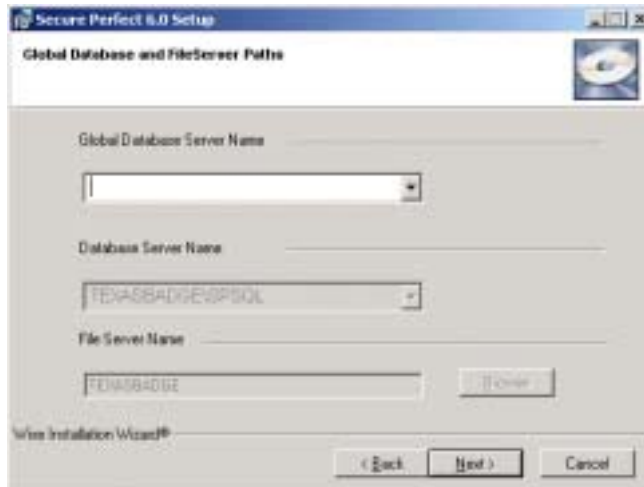 Secure Perfect 6.0 Setup
Global Database and FileServer Paths
Global Database Server Name
Database Server Name
TEXASBADGE\SPSQL
File Server Name
TEXASBADGE
Browse
Wise Installation Wizard®
< Back
Next >
Cancel